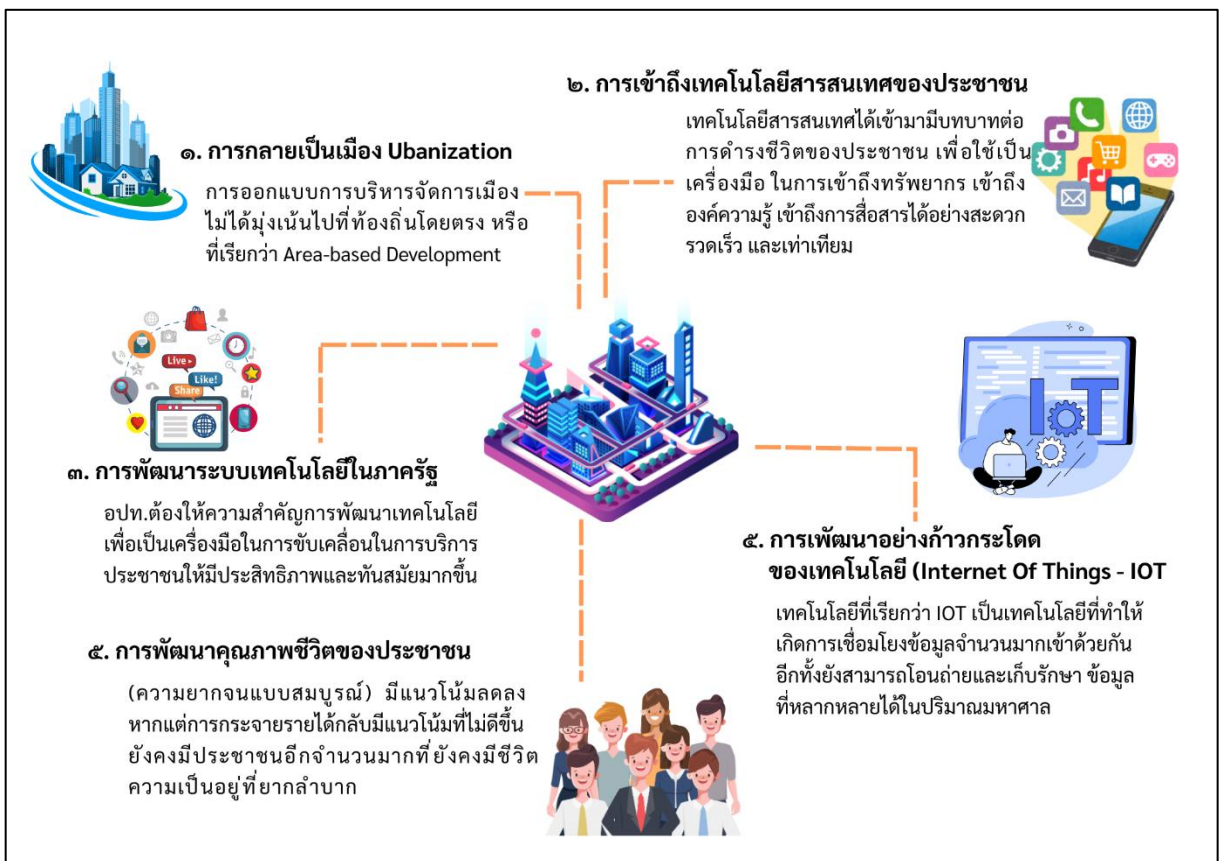 ๑. การกลายเป็นเมือง Ubanization
การออกแบบการบริหารจัดการเมือง
ไม่ได้มุ่งเน้นไปที่ท้องถิ่นโดยตรง หรือ
ที่เรียกว่า Area-based Development
๒. การเข้าถึงเทคโนโลยีสารสนเทศของประชาชน
เทคโนโลยีสารสนเทศได้เข้ามามีบทบาทต่อ
การดำรงชีวิตของประชาชน เพื่อใช้เป็น
เครื่องมือ ในการเข้าถึงทรัพยากร เข้าถึง
องค์ความรู้ เข้าถึงการสื่อสารได้อย่างสะดวก
รวดเร็ว และเท่าเทียม
Live
Like!
Share
๓. การพัฒนาระบบเทคโนโลยีในภาครัฐ
อปท.ต้องให้ความสำคัญการพัฒนาเทคโนโลยี
เพื่อเป็นเครื่องมือในการขับเคลื่อนในการบริการ
ประชาชนให้มีประสิทธิภาพและทันสมัยมากขึ้น
IoT
๕. การเพัฒนาอย่างก้าวกระโดด
ของเทคโนโลยี (Internet Of Things - IOT
เทคโนโลยีที่เรียกว่า IOT เป็นเทคโนโลยีที่ทำให้
เกิดการเชื่อมโยงข้อมูลจำนวนมากเข้าด้วยกัน
อีกทั้งยังสามารถโอนถ่ายและเก็บรักษา ข้อมูล
ที่หลากหลายได้ในปริมาณมหาศาล
๕. การพัฒนาคุณภาพชีวิตของประชาชน
(ความยากจนแบบสมบูรณ์) มีแนวโน้มลดลง
หากแต่การกระจายรายได้กลับมีแนวโน้มที่ไม่ดีขึ้น
ยังคงมีประชาชนอีกจำนวนมากที่ยังคงมีชีวิต
ความเป็นอยู่ที่ยากลำบาก